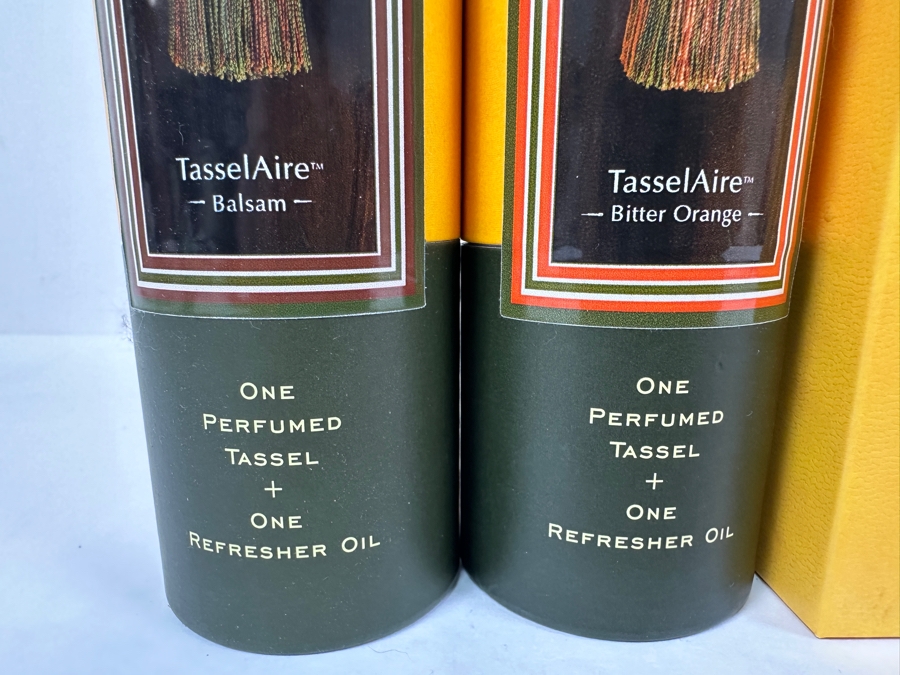 TasselAire™
– Balsam –
One
Perfumed
Tassel
+
One
Refresher Oil
TasselAire™
– Bitter Orange –
One
Perfumed
Tassel
+
One
Refresher Oil